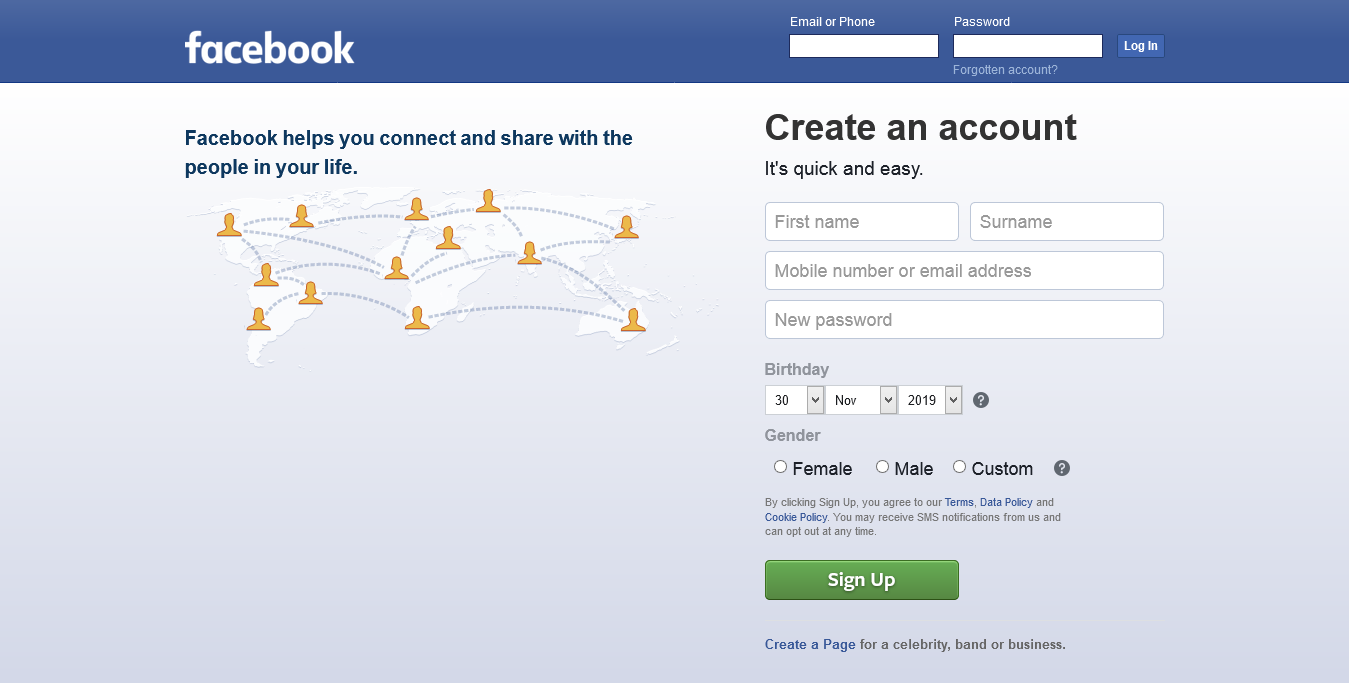 facebook
Email or Phone
Password
Log In
Forgotten account?
Facebook helps you connect and share with the
people in your life.
Create an account
It's quick and easy.
First name
Surname
Mobile number or email address
New password
Birthday
30
Nov
2019
?
Gender
Female
Male
Custom
?
By clicking Sign Up, you agree to our Terms, Data Policy and
Cookie Policy. You may receive SMS notifications from us and
can opt out at any time.
Sign Up
Create a Page for a celebrity, band or business.